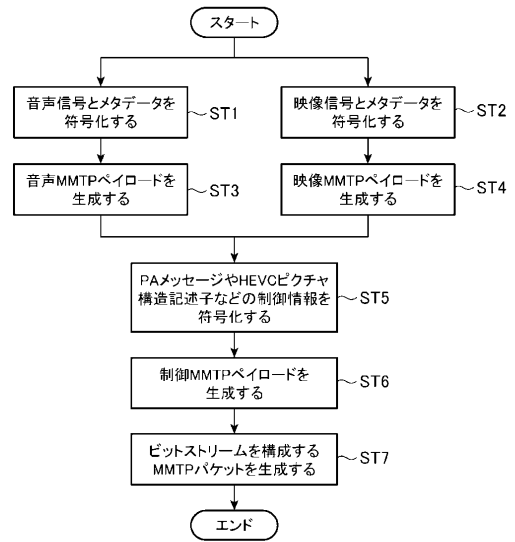 スタート
音声信号とメタデータを
符号化する
ST1
映像信号とメタデータを
符号化する
ST2
音声MMTPペイロードを
生成する
ST3
映像MMTPペイロードを
生成する
ST4
PAメッセージやHEVCピクチャ
構造記述子などの制御情報を
符号化する
ST5
制御MMTPペイロードを
生成する
ST6
ビットストリームを構成する
MMTPパケットを生成する
ST7
エンド